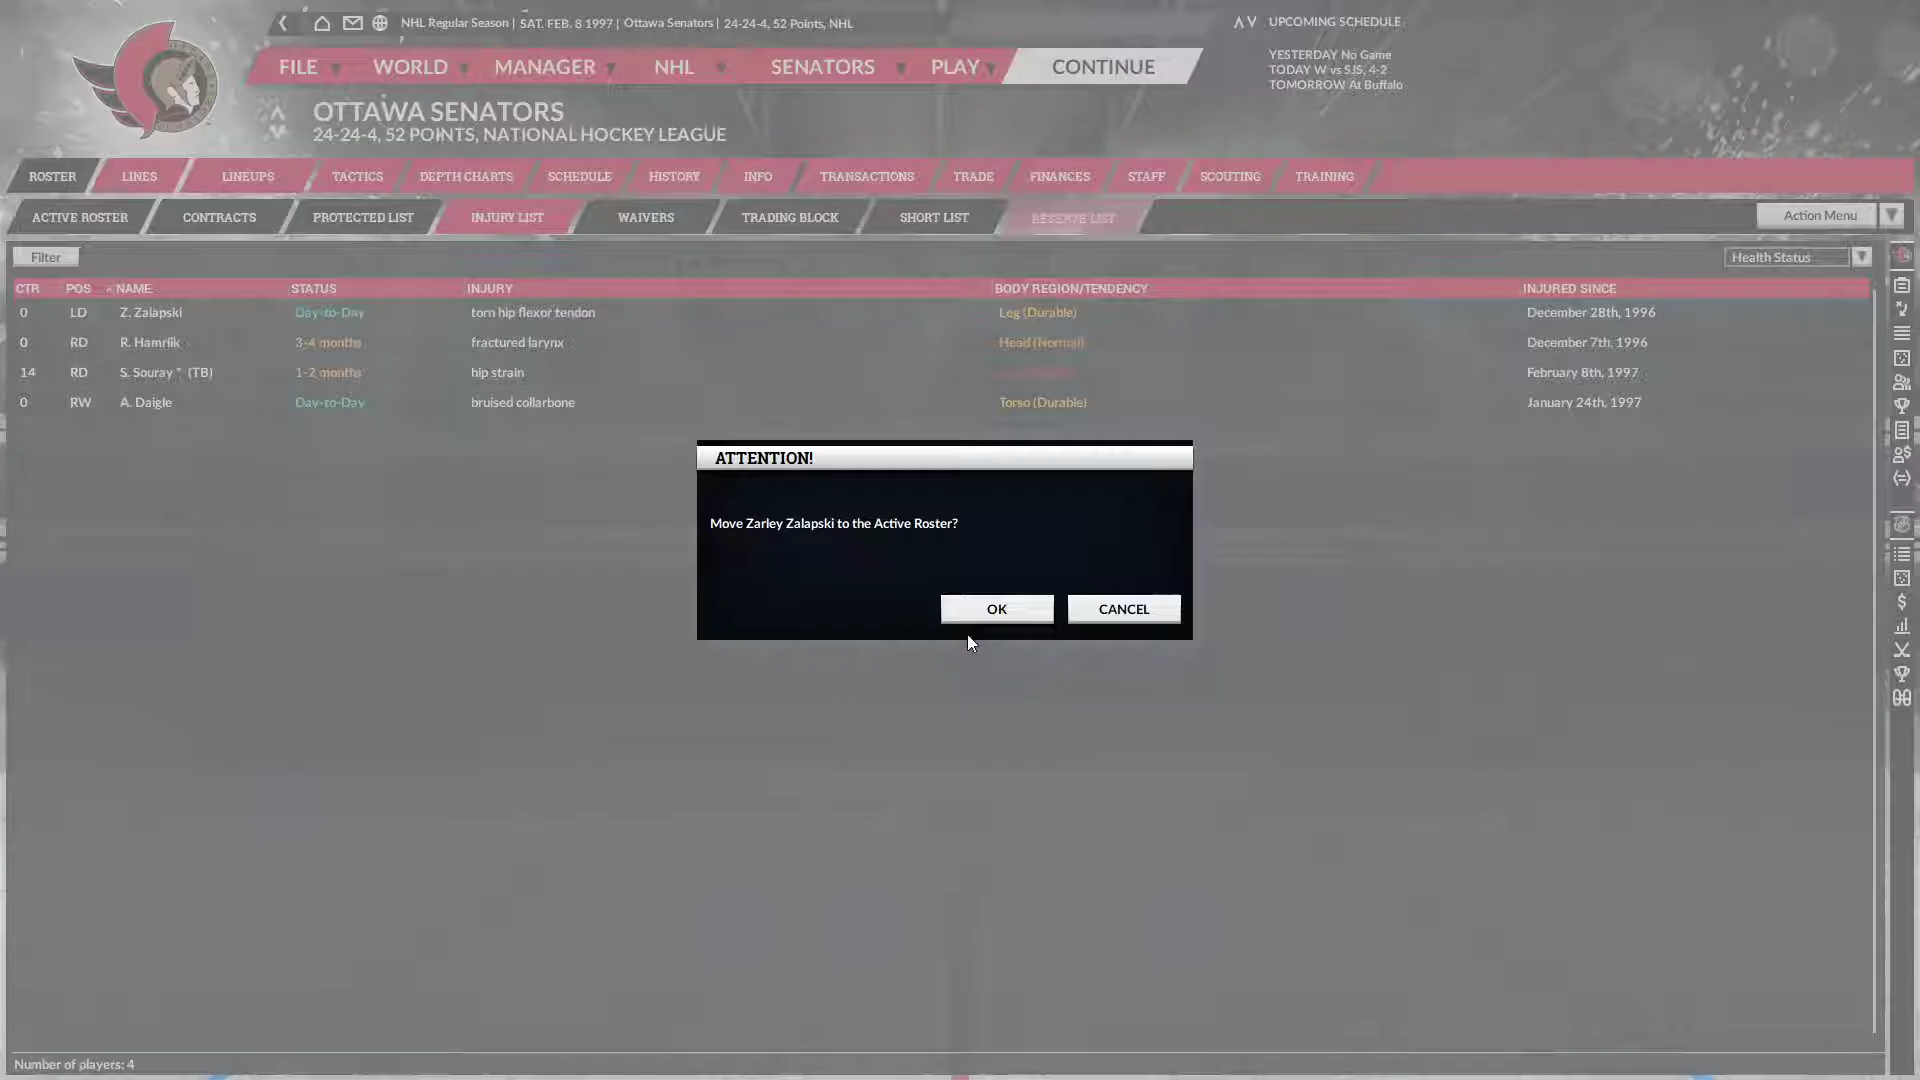 NHL Regular Season | SAT. FEB. 8 1997 | Ottawa Senators | 24-24-4, 52 Points, NHL
UPCOMING SCHEDULE
YESTERDAY No Game
TODAY W vs SJS, 4-2
TOMORROW At Buffalo
FILE WORLD MANAGER NHL SENATORS PLAY CONTINUE
OTTAWA SENATORS
24-24-4, 52 POINTS, NATIONAL HOCKEY LEAGUE
ROSTER LINES LINEUPS TACTICS DEPTH CHARTS SCHEDULE HISTORY INFO TRANSACTIONS TRADE FINANCES STAFF SCOUTING TRAINING
ACTIVE ROSTER CONTRACTS PROTECTED LIST INJURY LIST WAIVERS TRADING BLOCK SHORT LIST RESERVE LIST Action Menu
Filter Health Status
CTR POS NAME STATUS INJURY BODY REGION/TENDENCY INJURED SINCE
0 LD Z. Zalapski Day-to-Day torn hip flexor tendon Leg (Durable) December 28th, 1996
0 RD R. Hamrlik 3-4 months fractured larynx Head (Normal) December 7th, 1996
14 RD S. Souray * (TB) 1-2 months hip strain February 8th, 1997
0 RW A. Daigle Day-to-Day bruised collarbone Torso (Durable) January 24th, 1997
ATTENTION!
Move Zarley Zalapski to the Active Roster?
OK CANCEL
Number of players: 4